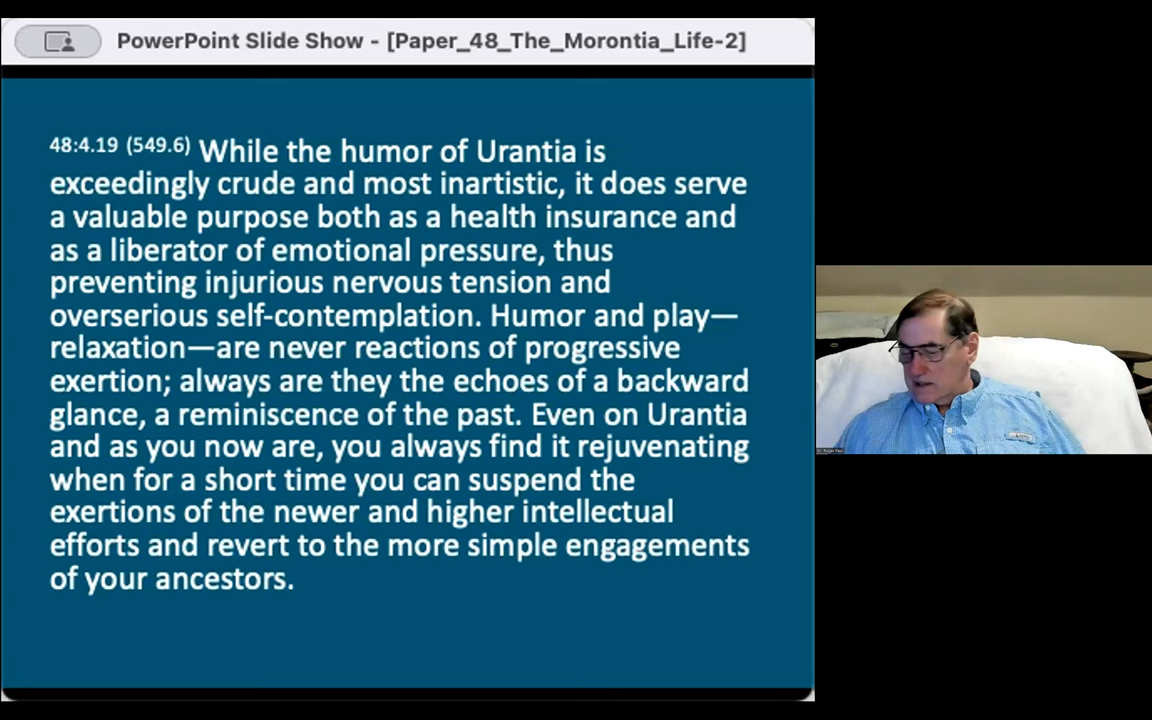 PowerPoint Slide Show - [Paper_48_The_Morontia_Life-2]
48:4.19 (549.6) While the humor of Urantia is
exceedingly crude and most inartistic, it does serve
a valuable purpose both as a health insurance and
as a liberator of emotional pressure, thus
preventing injurious nervous tension and
overserious self-contemplation. Humor and play—
relaxation—are never reactions of progressive
exertion; always are they the echoes of a backward
glance, a reminiscence of the past. Even on Urantia
and as you now are, you always find it rejuvenating
when for a short time you can suspend the
exertions of the newer and higher intellectual
efforts and revert to the more simple engagements
of your ancestors.